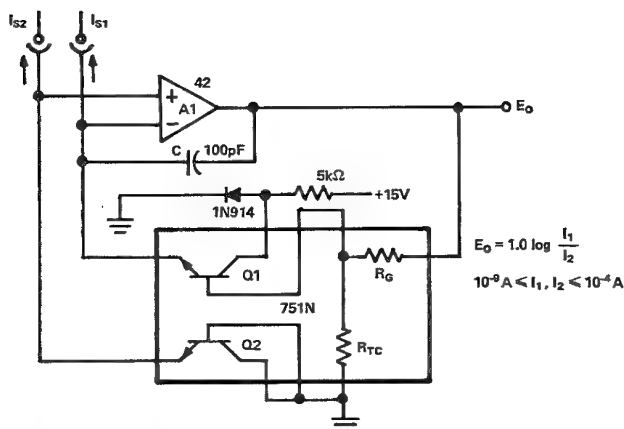 IS2
IS1
42
+
A1
−
C
100pF
5kΩ
+15V
1N914
Eo
Q1
RG
751N
Q2
RTC
Eo = 1.0 log I1/I2
10⁻⁹A ⩽ I1, I2 ⩽ 10⁻⁴A